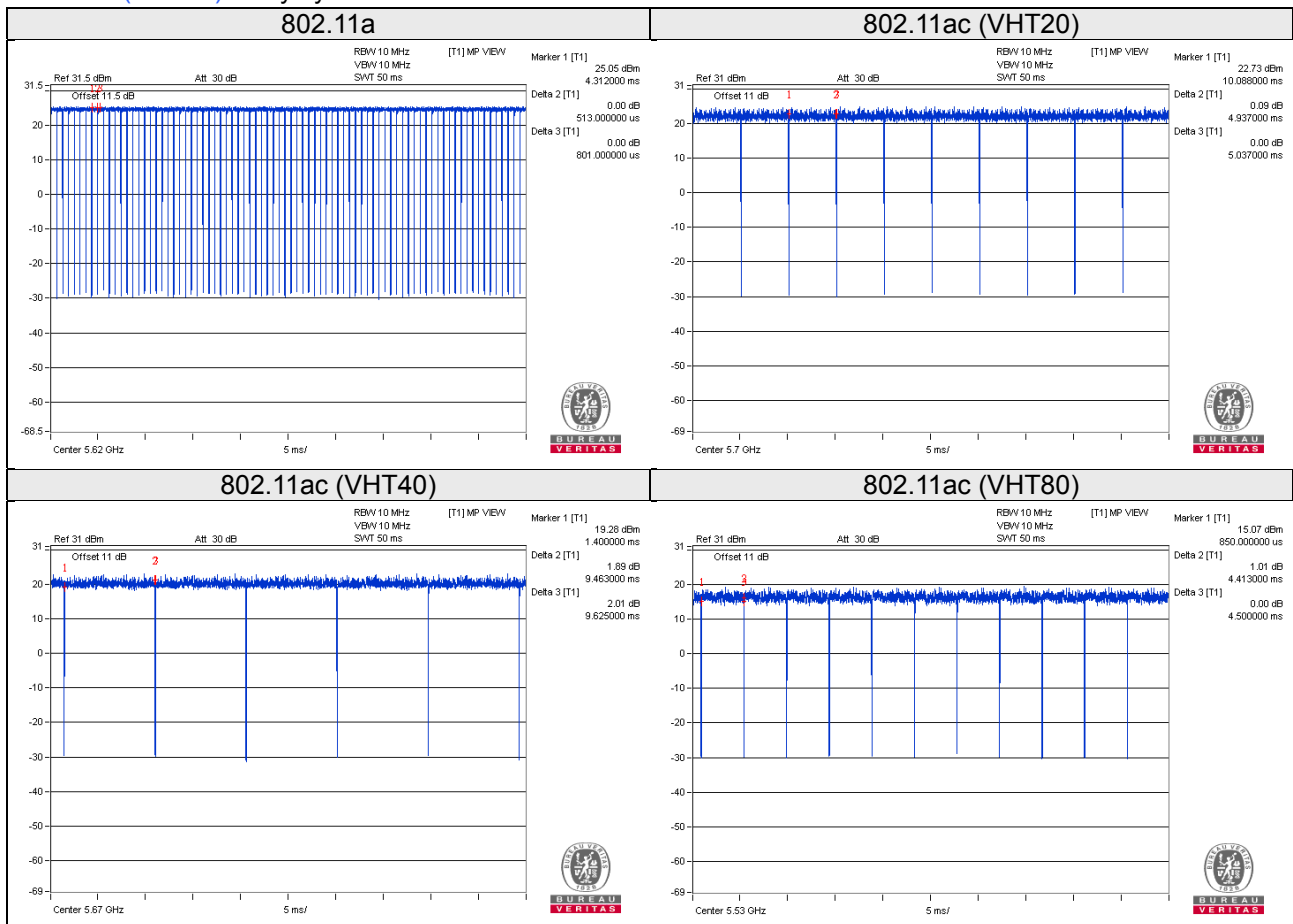 802.11a
RBW 10 MHz [T1] MP VIEW
VBW 10 MHz
Ref 31.5 dBm Att 30 dB SWT 50 ms
Marker 1 [T1]
25.05 dBm
4.312000 ms
Delta 2 [T1]
0.00 dB
513.000000 us
Delta 3 [T1]
0.00 dB
801.000000 us
Offset 11.5 dB
31.5
20
10
0
-10
-20
-30
-40
-50
-60
-68.5
Center 5.62 GHz 5 ms/
BUREAU
VERITAS
802.11ac (VHT20)
RBW 10 MHz [T1] MP VIEW
VBW 10 MHz
Ref 31 dBm Att 30 dB SWT 50 ms
Marker 1 [T1]
22.73 dBm
10.088000 ms
Delta 2 [T1]
0.09 dB
4.937000 ms
Delta 3 [T1]
0.00 dB
5.037000 ms
Offset 11 dB 1
31
20
10
0
-10
-20
-30
-40
-50
-60
-69
Center 5.7 GHz 5 ms/
BUREAU
VERITAS
802.11ac (VHT40)
RBW 10 MHz [T1] MP VIEW
VBW 10 MHz
Ref 31 dBm Att 30 dB SWT 50 ms
Marker 1 [T1]
19.28 dBm
1.400000 ms
Delta 2 [T1]
1.89 dB
9.463000 ms
Delta 3 [T1]
2.01 dB
9.625000 ms
Offset 11 dB
1
31
20
10
0
-10
-20
-30
-40
-50
-60
-69
Center 5.67 GHz 5 ms/
BUREAU
VERITAS
802.11ac (VHT80)
RBW 10 MHz [T1] MP VIEW
VBW 10 MHz
Ref 31 dBm Att 30 dB SWT 50 ms
Marker 1 [T1]
15.07 dBm
850.000000 us
Delta 2 [T1]
1.01 dB
4.413000 ms
Delta 3 [T1]
0.00 dB
4.500000 ms
Offset 11 dB
1
31
20
10
0
-10
-20
-30
-40
-50
-60
-69
Center 5.53 GHz 5 ms/
BUREAU
VERITAS